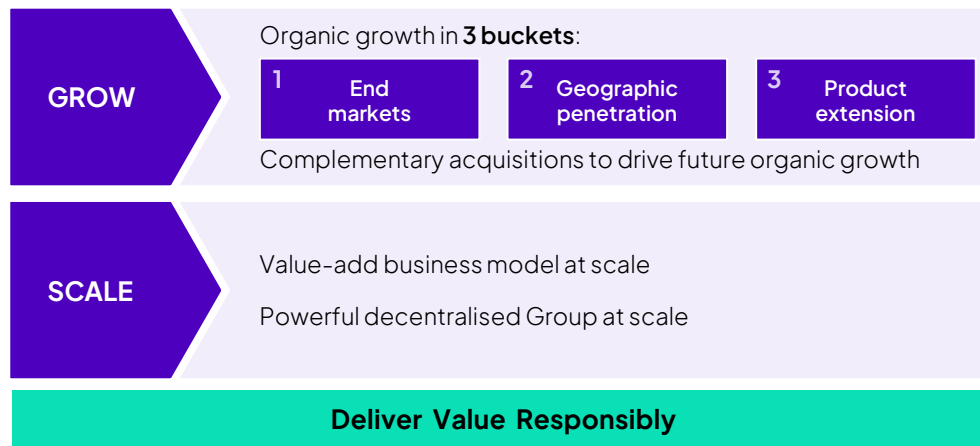 GROW
Organic growth in 3 buckets:
1
End
markets
2
Geographic
penetration
3
Product
extension
Complementary acquisitions to drive future organic growth
SCALE
Value-add business model at scale
Powerful decentralised Group at scale
Deliver Value Responsibly